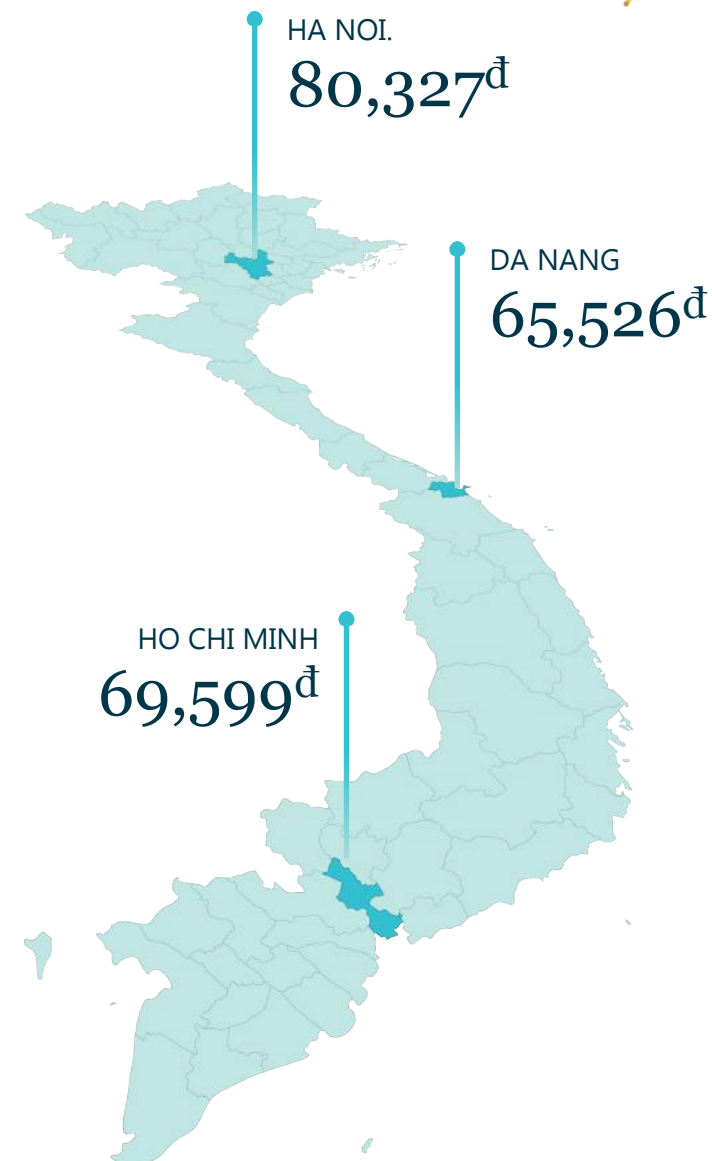 HA NOI.
80,327đ
DA NANG
65,526đ
HO CHI MINH
69,599đ